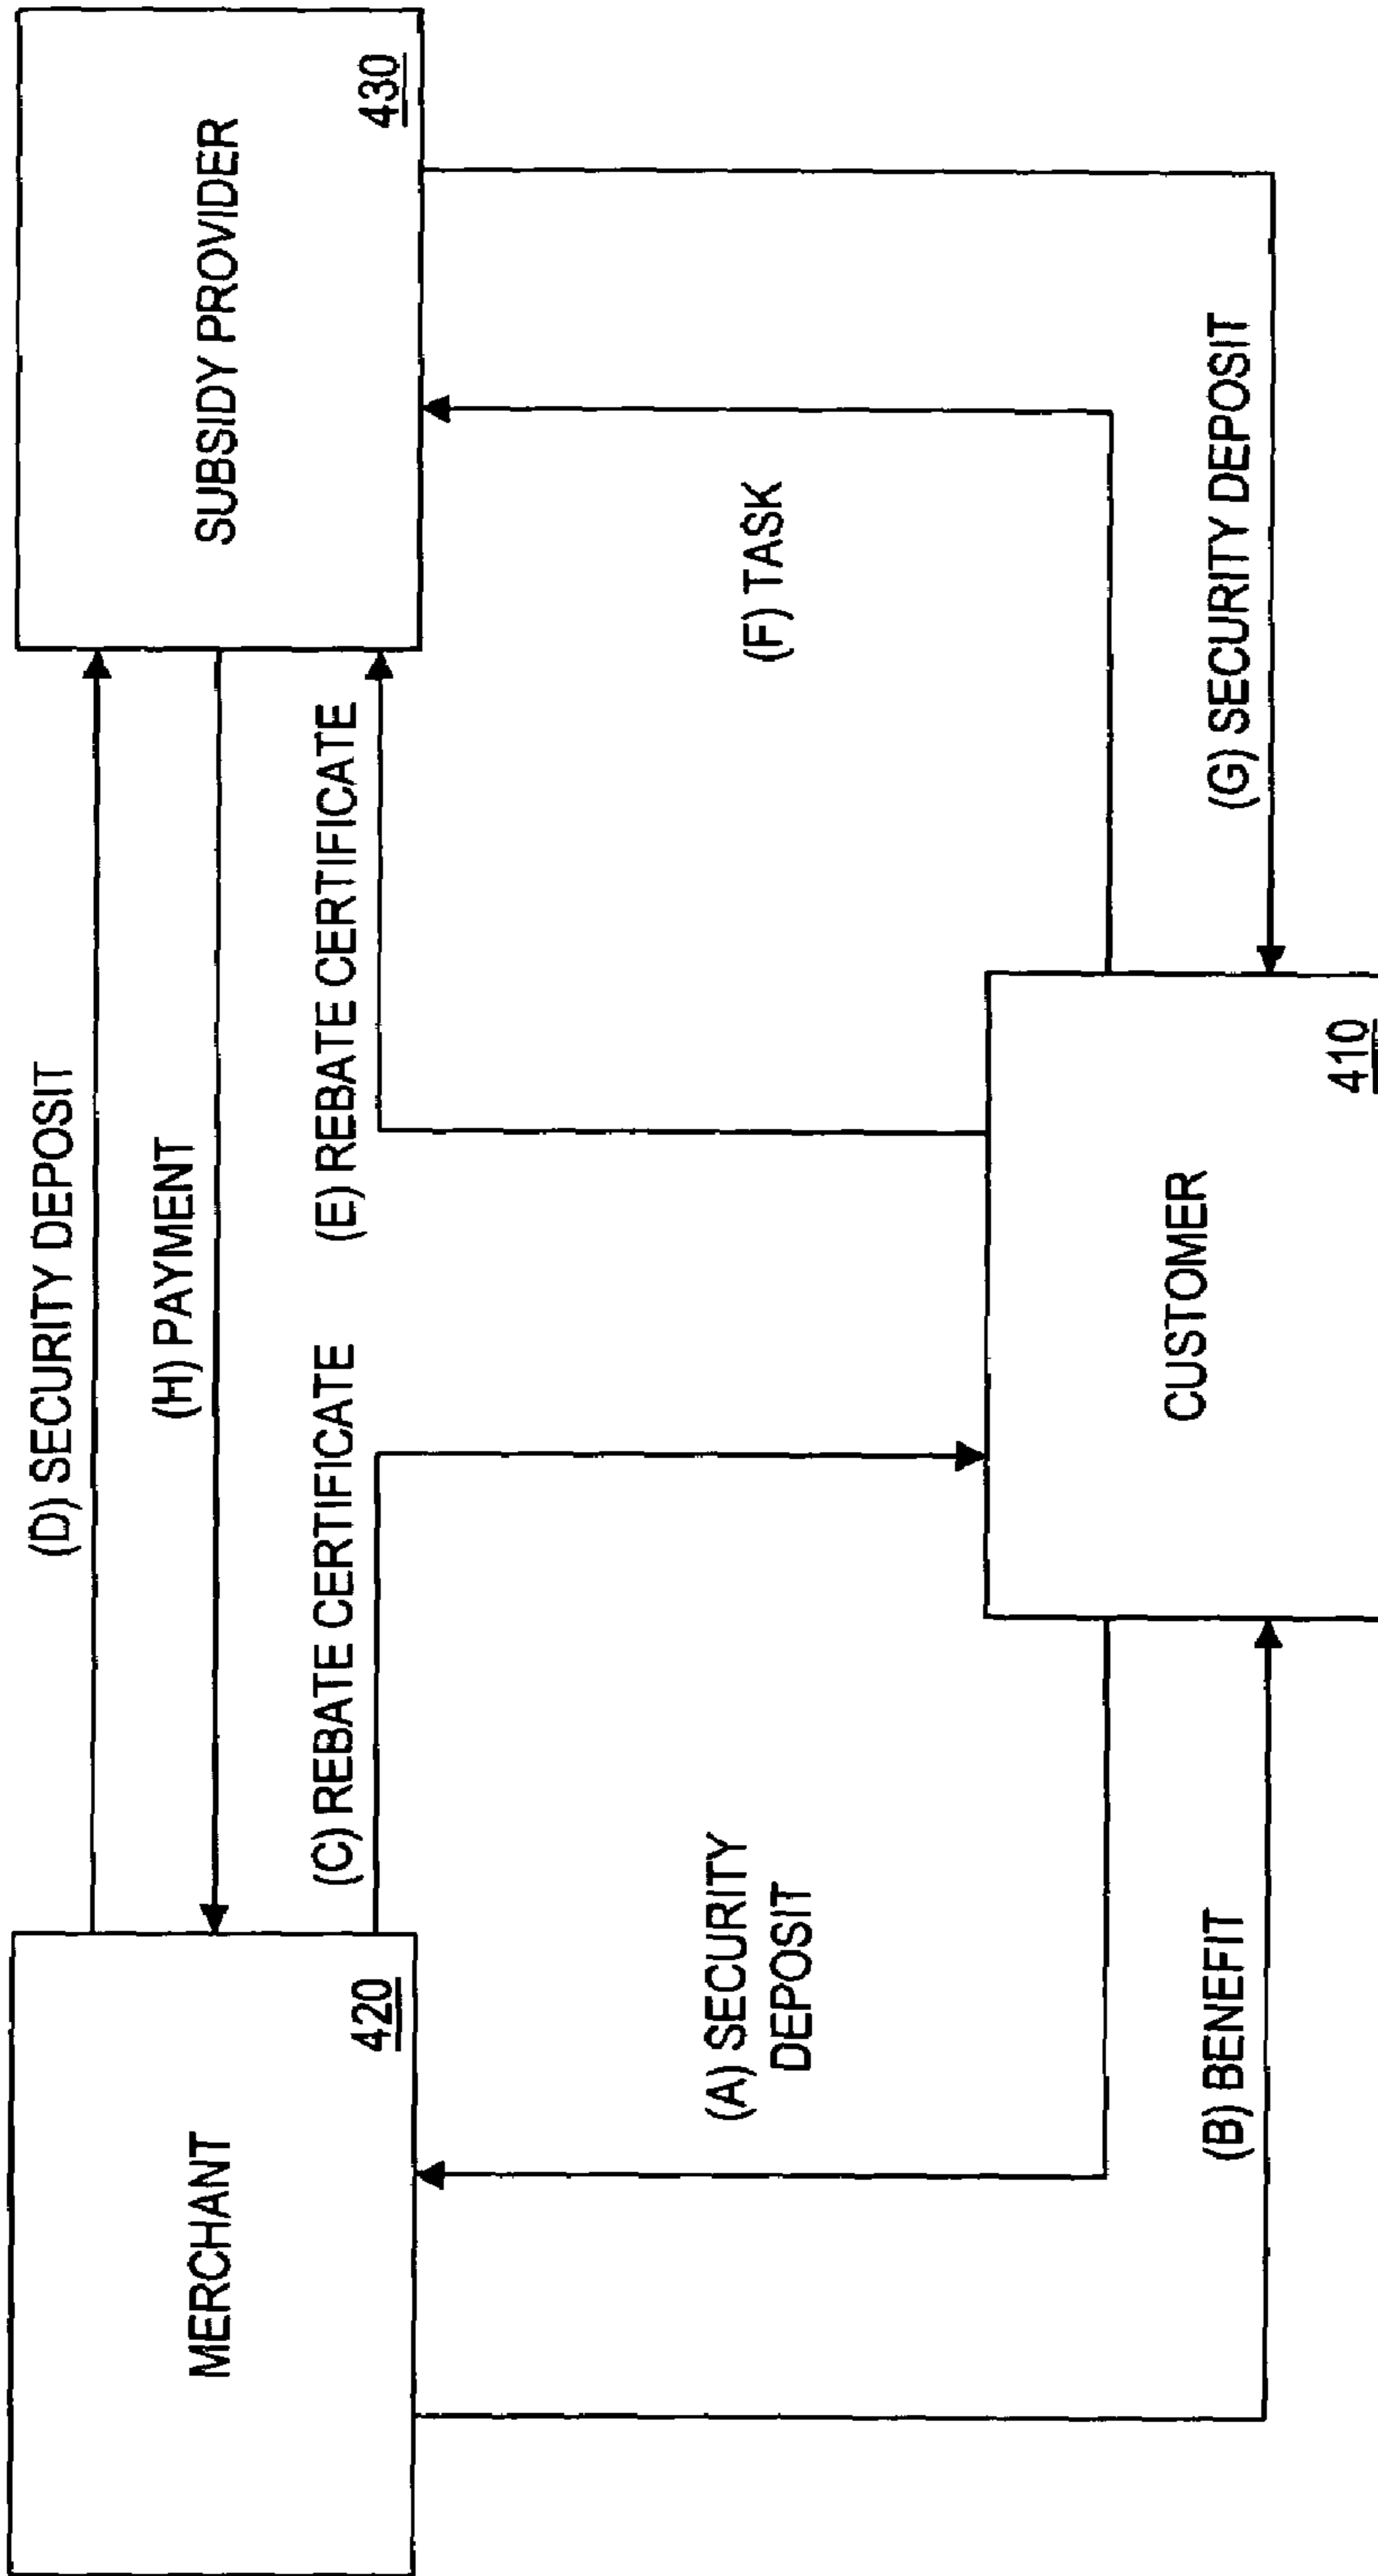 (D) SECURITY DEPOSIT
MERCHANT
420
(H) PAYMENT
SUBSIDY PROVIDER
430
(C) REBATE CERTIFICATE
(E) REBATE CERTIFICATE
(A) SECURITY
DEPOSIT
(F) TASK
(B) BENEFIT
CUSTOMER
410
(G) SECURITY DEPOSIT